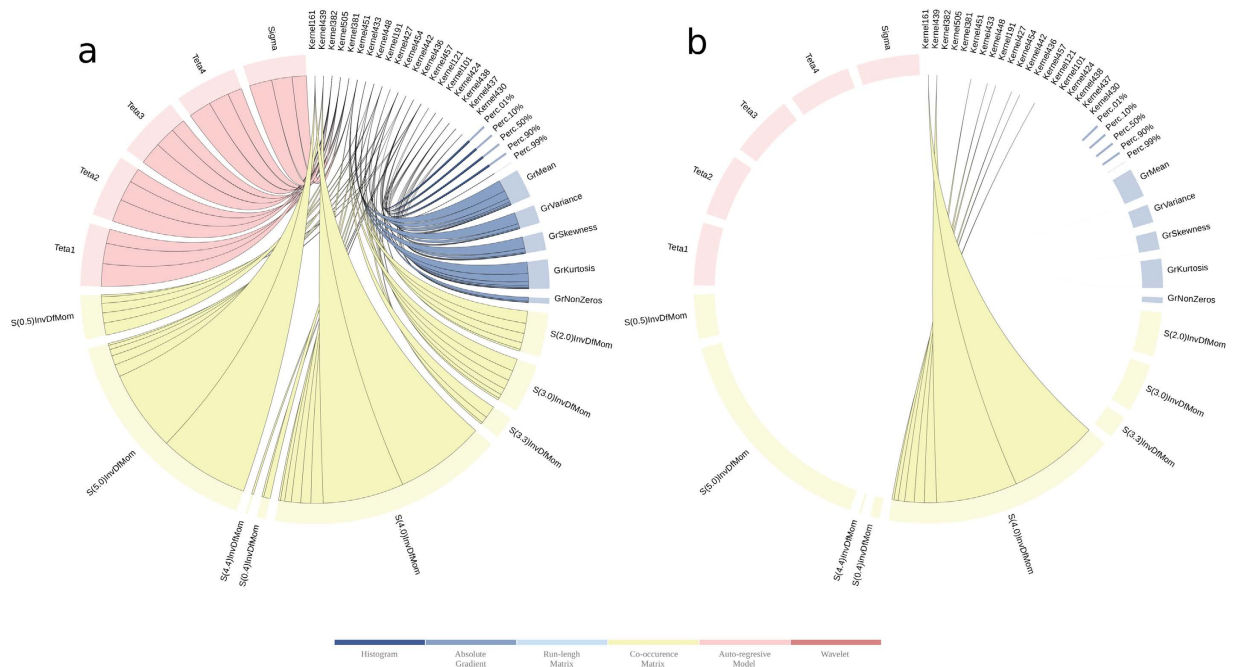 a
Sigma
Teta4
Teta3
Teta2
Teta1
S(0.5)InvDfMom
S(5.0)InvDfMom
S(4.4)InvDfMom
S(0.4)InvDfMom
S(4.0)InvDfMom
S(3.3)InvDfMom
S(3.0)InvDfMom
S(2.0)InvDfMom
GrNonZeros
GrKurtosis
GrSkewness
GrVariance
GrMean
Perc.99%
Perc.90%
Perc.50%
Perc.10%
Perc.01%
Kernel430
Kernel437
Kernel438
Kernel424
Kernel101
Kernel121
Kernel457
Kernel436
Kernel442
Kernel454
Kernel427
Kernel191
Kernel448
Kernel433
Kernel451
Kernel381
Kernel505
Kernel382
Kernel439
Kernel161
b
Sigma
Teta4
Teta3
Teta2
Teta1
S(0.5)InvDfMom
S(5.0)InvDfMom
S(4.4)InvDfMom
S(0.4)InvDfMom
S(4.0)InvDfMom
S(3.3)InvDfMom
S(3.0)InvDfMom
S(2.0)InvDfMom
GrNonZeros
GrKurtosis
GrSkewness
GrVariance
GrMean
Perc.99%
Perc.90%
Perc.50%
Perc.10%
Perc.01%
Kernel430
Kernel437
Kernel438
Kernel424
Kernel101
Kernel121
Kernel457
Kernel436
Kernel442
Kernel454
Kernel427
Kernel191
Kernel448
Kernel433
Kernel451
Kernel381
Kernel505
Kernel382
Kernel439
Kernel161
Histogram
Absolute
Gradient
Run-lengh
Matrix
Co-occurence
Matrix
Auto-regresive
Model
Wavelet